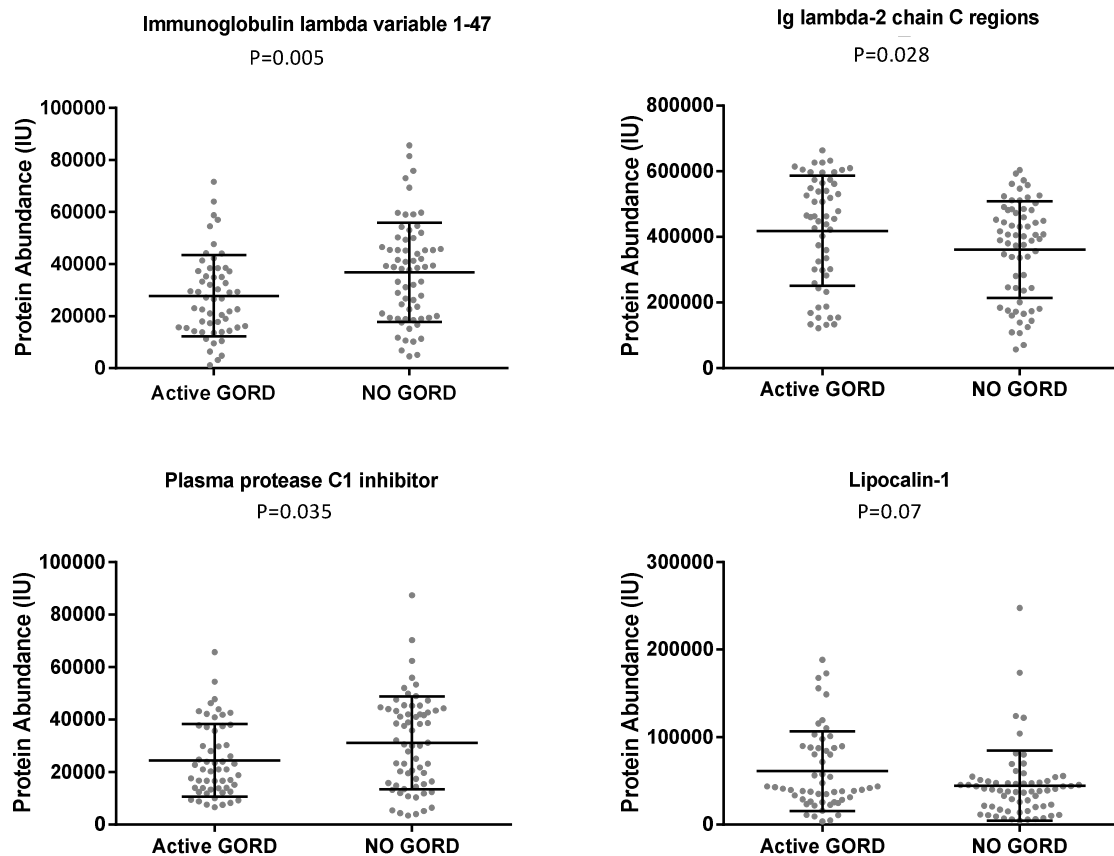 Immunoglobulin lambda variable 1-47
P=0.005
Protein Abundance (IU)
100000
80000
60000
40000
20000
0
Active GORD NO GORD
Ig lambda-2 chain C regions
P=0.028
Protein Abundance (IU)
800000
600000
400000
200000
0
Active GORD NO GORD
Plasma protease C1 inhibitor
P=0.035
Protein Abundance (IU)
100000
80000
60000
40000
20000
0
Active GORD NO GORD
Lipocalin-1
P=0.07
Protein Abundance (IU)
300000
200000
100000
0
Active GORD NO GORD